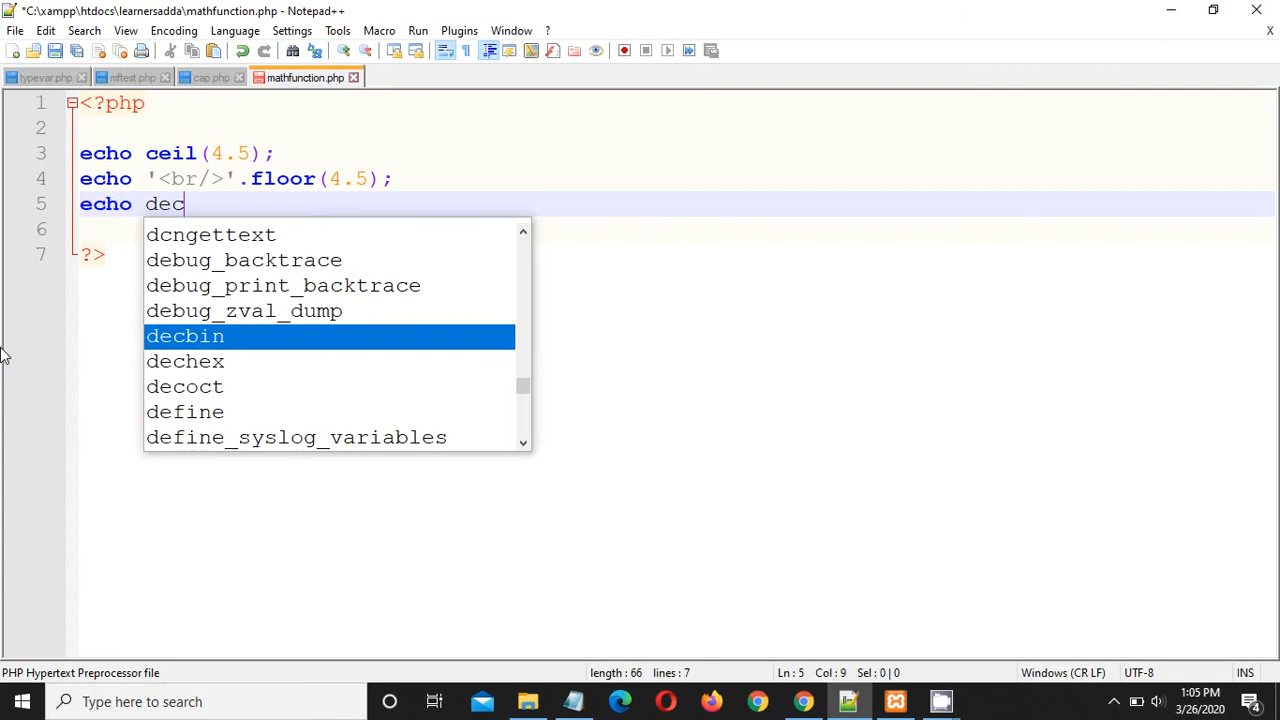 *C:\xampp\htdocs\learnersadda\mathfunction.php - Notepad++
File Edit Search View Encoding Language Settings Tools Macro Run Plugins Window ? X
typevar.php mftest.php cap.php mathfunction.php
1 <?php
2
3 echo ceil(4.5);
4 echo '<br/>'.floor(4.5);
5 echo dec
6
7 ?>
dcngettext
debug_backtrace
debug_print_backtrace
debug_zval_dump
decbin
dechex
decoct
define
define_syslog_variables
PHP Hypertext Preprocessor file length : 66 lines : 7 Ln : 5 Col : 9 Sel : 0 | 0 Windows (CR LF) UTF-8 INS
Type here to search
1:05 PM
3/26/2020
4